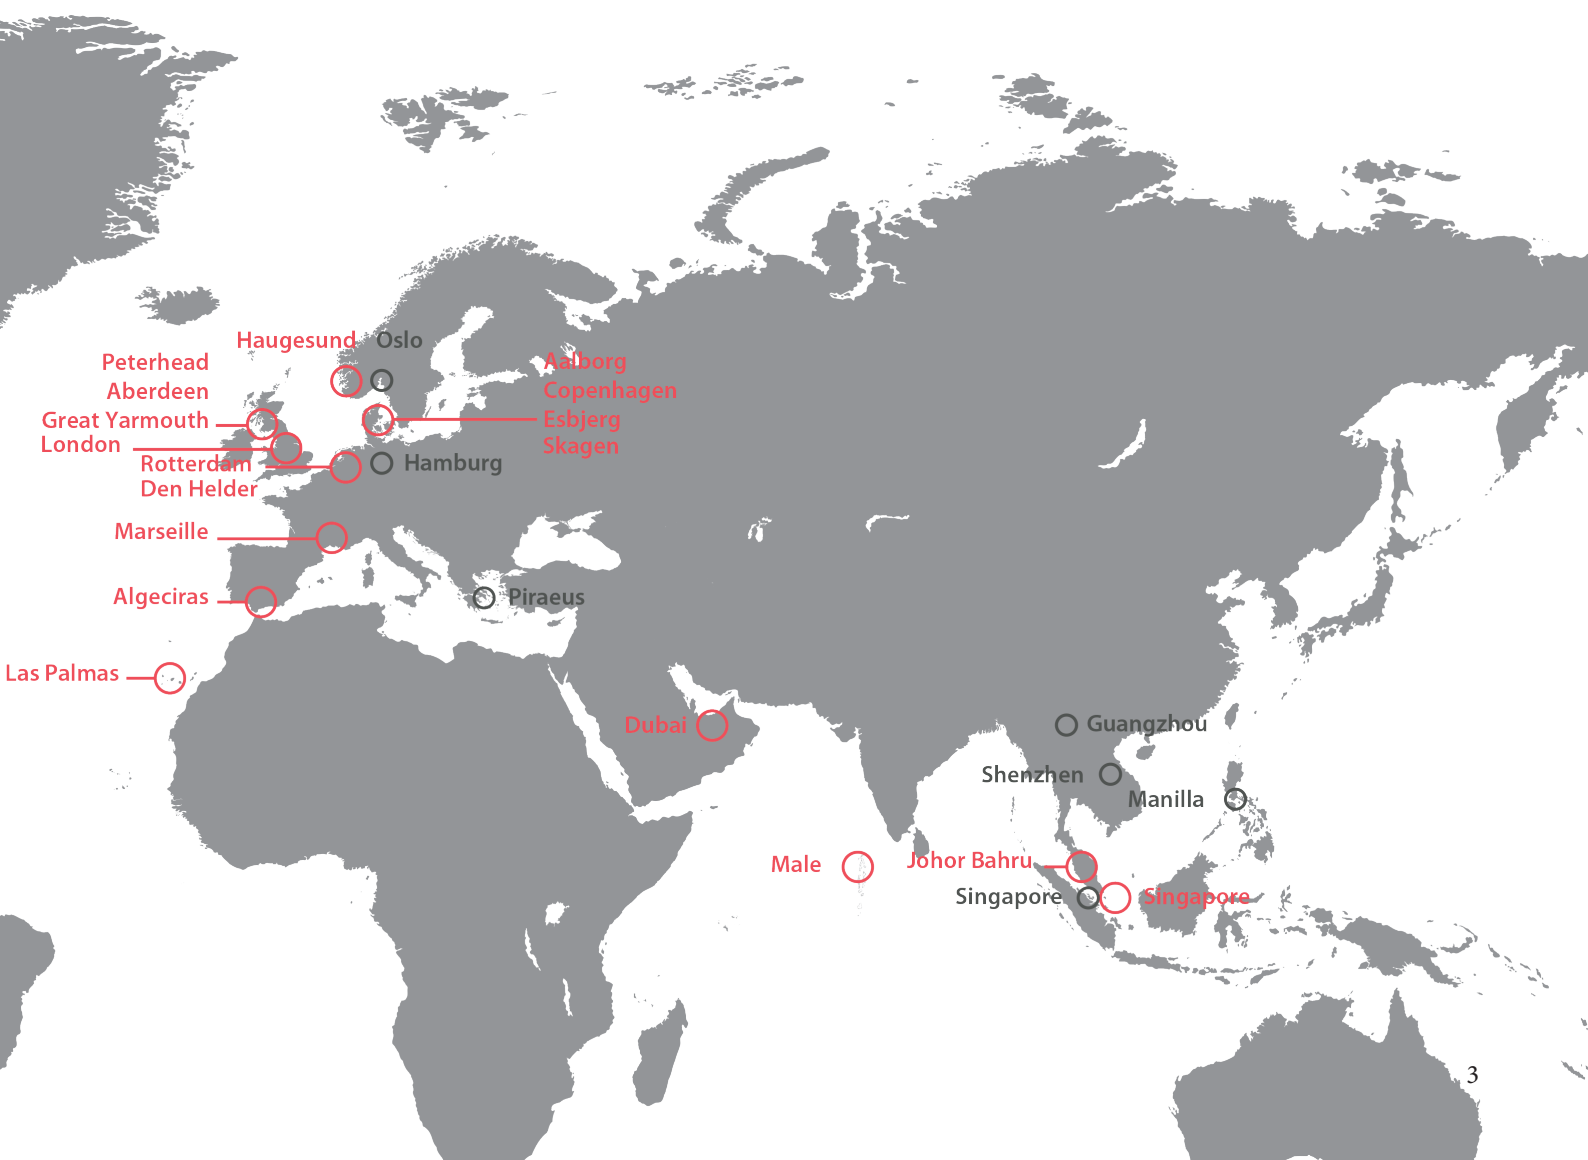 Haugesund
Oslo
Peterhead
Aberdeen
Great Yarmouth
London
Aalborg
Copenhagen
Esbjerg
Skagen
Rotterdam
Den Helder
Hamburg
Marseille
Algeciras
Piraeus
Las Palmas
Dubai
Guangzhou
Shenzhen
Manilla
Male
Johor Bahru
Singapore
Singapore
3